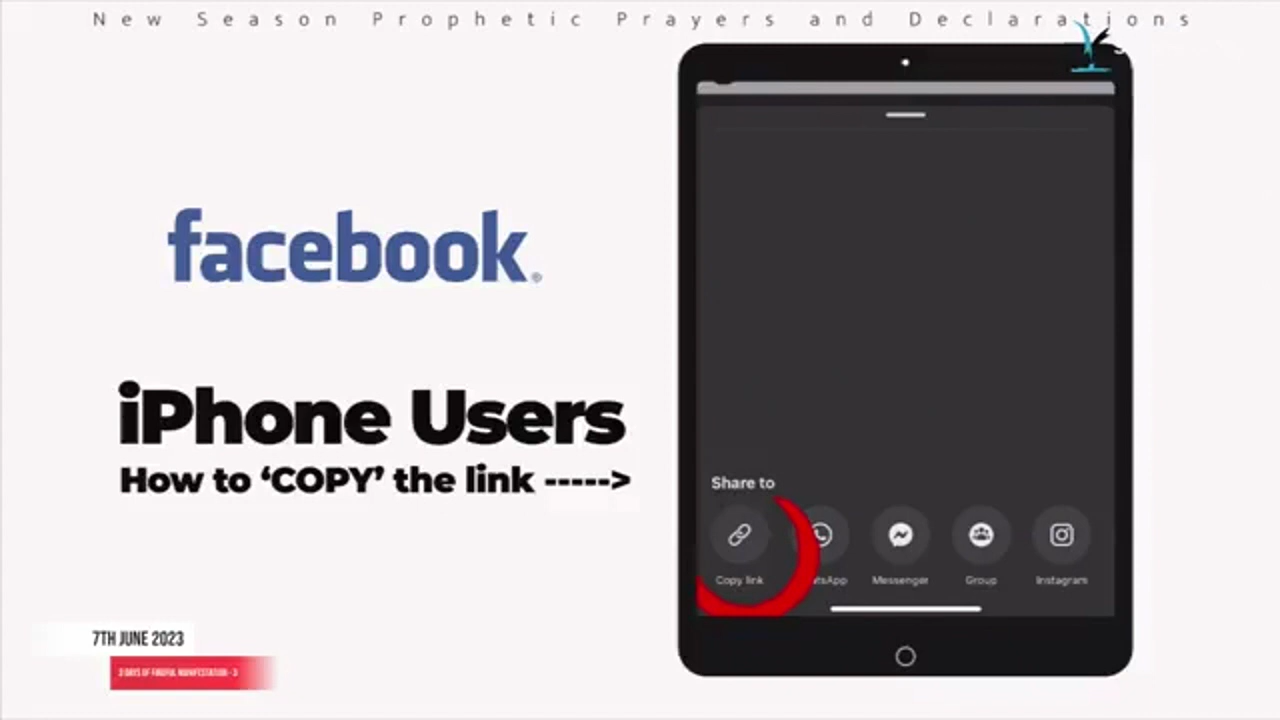 New Season Prophetic Prayers and Declarations
facebook
iPhone Users
How to ‘COPY’ the link ----->
Share to
Copy link
Messenger
Group
Instagram
7TH JUNE 2023